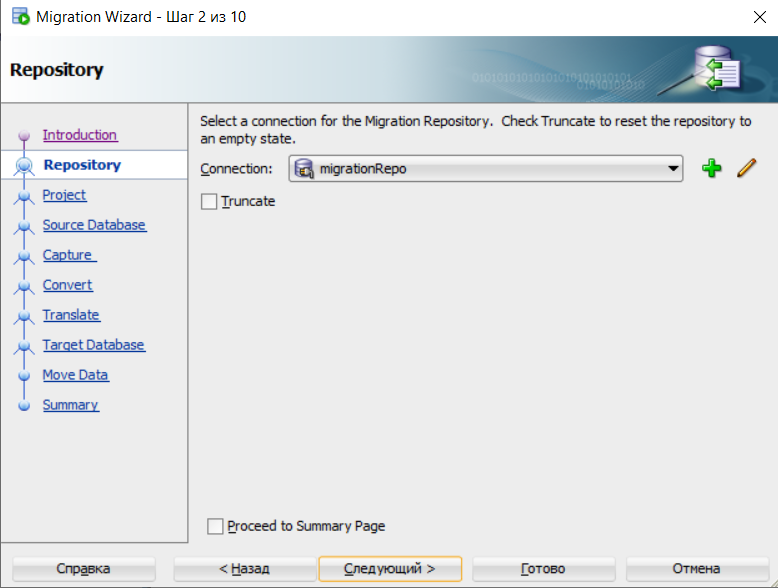 Migration Wizard - Шаг 2 из 10
Repository
Introduction
Repository
Project
Source Database
Capture
Convert
Translate
Target Database
Move Data
Summary
Select a connection for the Migration Repository. Check Truncate to reset the repository to
an empty state.
Connection: migrationRepo
Truncate
Proceed to Summary Page
Справка < Назад Следующий > Готово Отмена